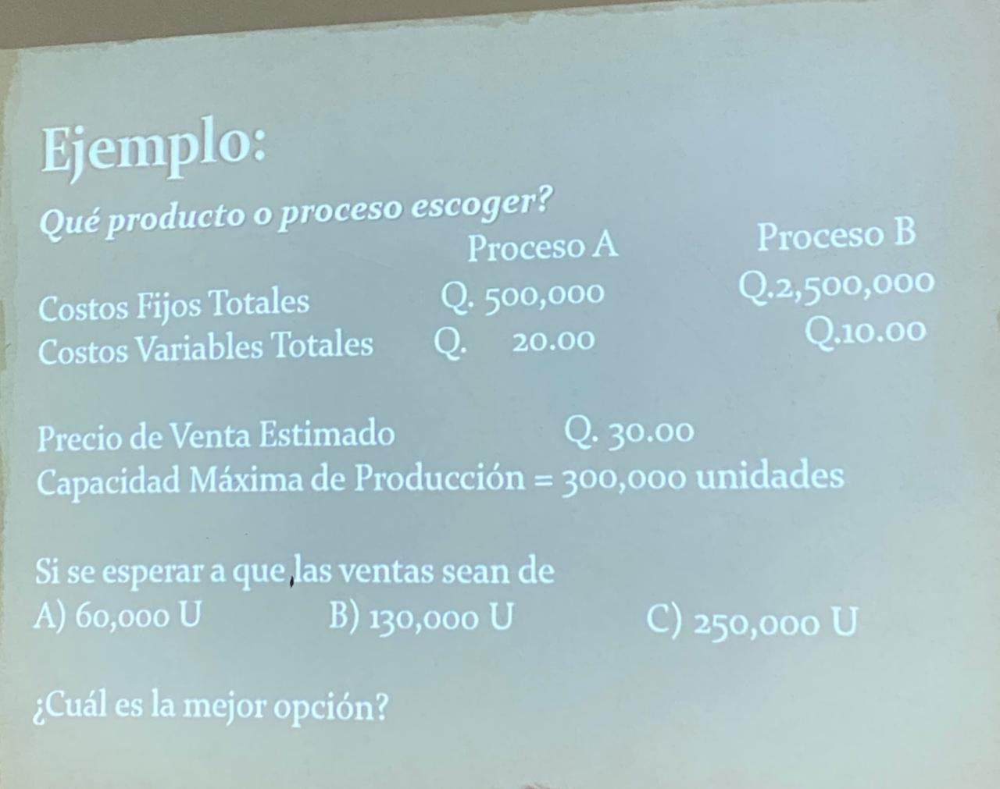 Ejemplo:
Qué producto o proceso escoger?
Proceso A Proceso B
Costos Fijos Totales Q. 500,000 Q.2,500,000
Costos Variables Totales Q. 20.00 Q.10.00
Precio de Venta Estimado Q. 30.00
Capacidad Máxima de Producción = 300,000 unidades
Si se esperar a que las ventas sean de
A) 60,000 U B) 130,000 U C) 250,000 U
¿Cuál es la mejor opción?